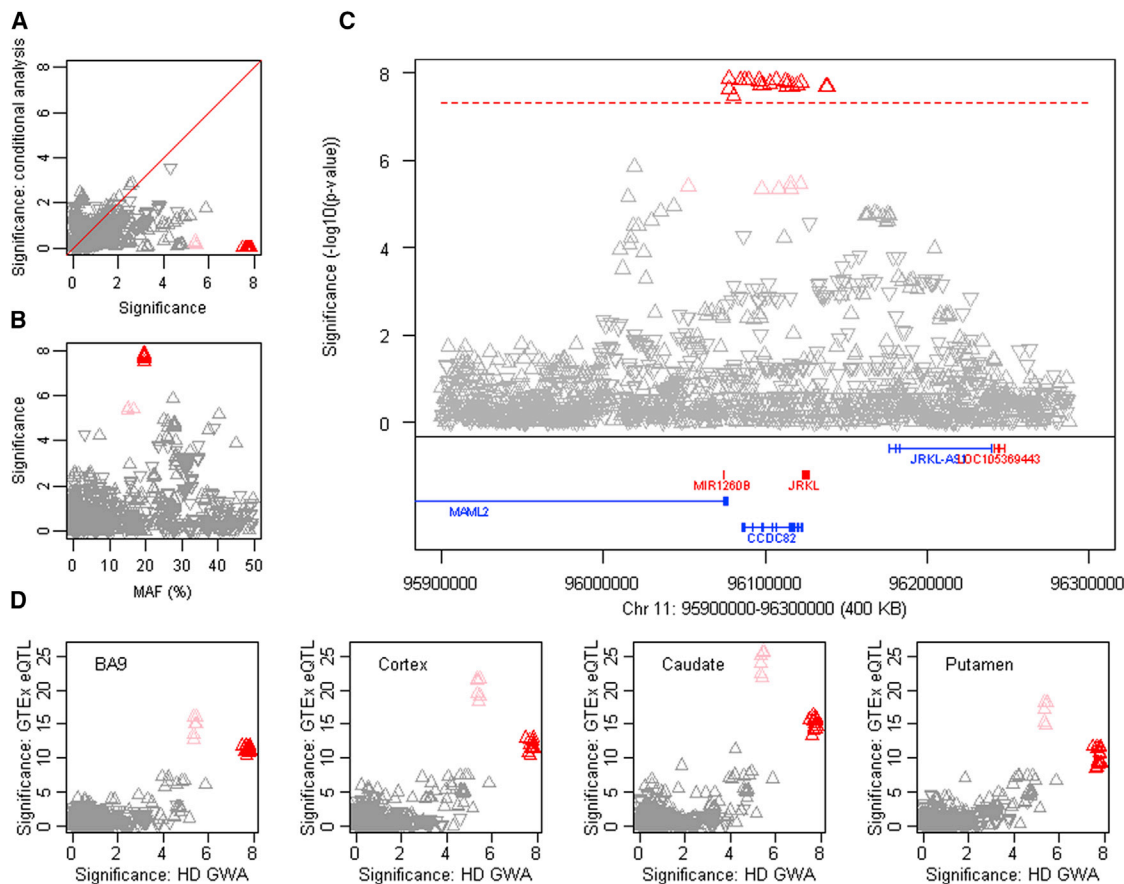 A
Significance: conditional analysis
8
6
4
2
0
0 2 4 6 8
Significance
B
Significance
8
6
4
2
0
0 10 20 30 40 50
MAF (%)
C
Significance (-log10(p-value))
8
6
4
2
0
JRKL-AS1
LOC105369443
MIR1260B
JRKL
MAML2
CCDC82
95900000 96000000 96100000 96200000 96300000
Chr 11: 95900000-96300000 (400 KB)
D
Significance: GTEx eQTL
25
20
15
10
5
0
BA9
0 2 4 6 8
Significance: HD GWA
Significance: GTEx eQTL
25
20
15
10
5
0
Cortex
0 2 4 6 8
Significance: HD GWA
Significance: GTEx eQTL
25
20
15
10
5
0
Caudate
0 2 4 6 8
Significance: HD GWA
Significance: GTEx eQTL
25
20
15
10
5
0
Putamen
0 2 4 6 8
Significance: HD GWA